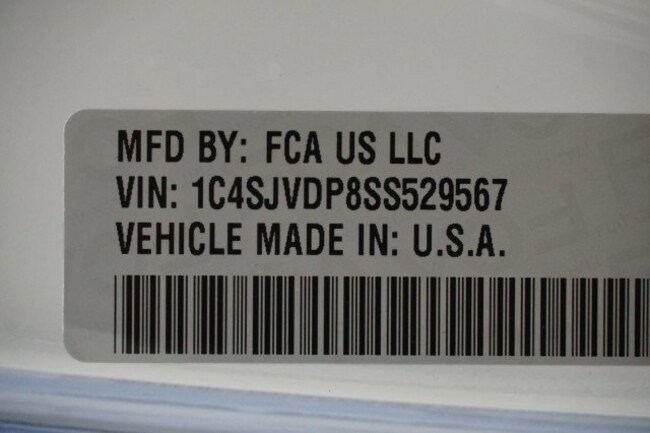 MFD BY: FCA US LLC
VIN: 1C4SJVDP8SS529567
VEHICLE MADE IN: U.S.A.